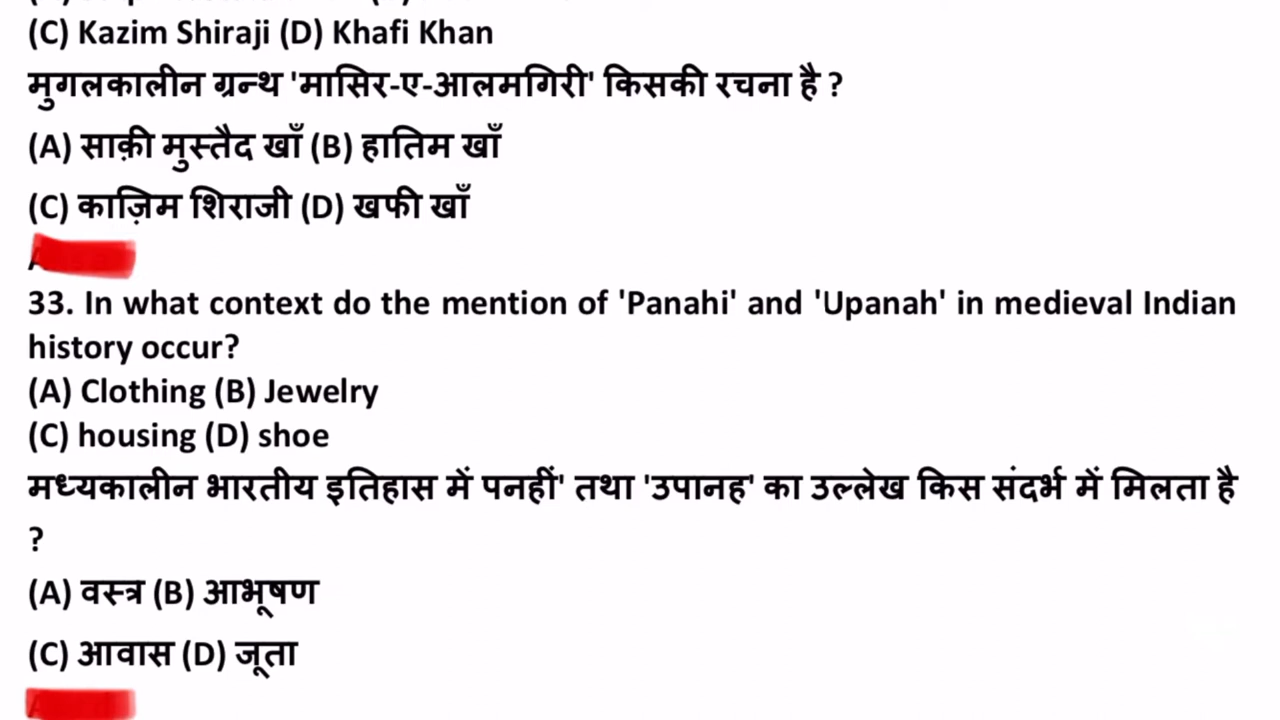 (C) Kazim Shiraji (D) Khafi Khan
मुगलकालीन ग्रन्थ 'मासिर-ए-आलमगिरी' किसकी रचना है ?
(A) साक़ी मुस्तैद खाँ (B) हातिम खाँ
(C) काज़िम शिराजी (D) खफी खाँ
33. In what context do the mention of 'Panahi' and 'Upanah' in medieval Indian
history occur?
(A) Clothing (B) Jewelry
(C) housing (D) shoe
मध्यकालीन भारतीय इतिहास में पनहीं' तथा 'उपानह' का उल्लेख किस संदर्भ में मिलता है
?
(A) वस्त्र (B) आभूषण
(C) आवास (D) जूता